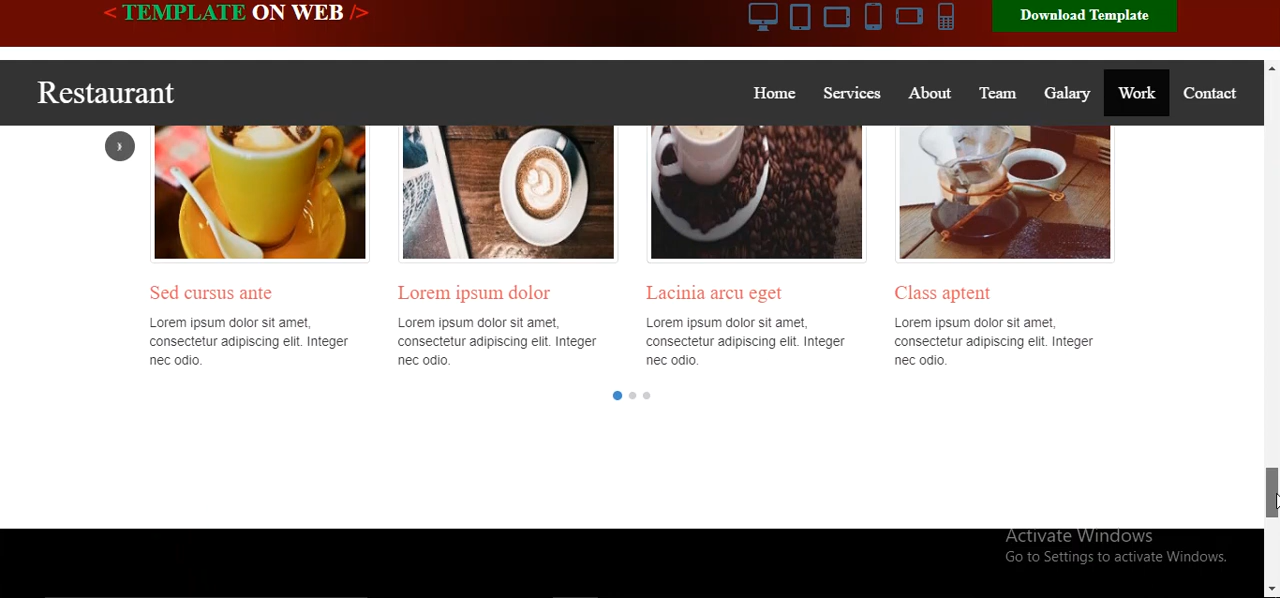 < TEMPLATE ON WEB />
Download Template
Restaurant
Home Services About Team Galary Work Contact
Sed cursus ante
Lorem ipsum dolor sit amet,
consectetur adipiscing elit. Integer
nec odio.
Lorem ipsum dolor
Lorem ipsum dolor sit amet,
consectetur adipiscing elit. Integer
nec odio.
Lacinia arcu eget
Lorem ipsum dolor sit amet,
consectetur adipiscing elit. Integer
nec odio.
Class aptent
Lorem ipsum dolor sit amet,
consectetur adipiscing elit. Integer
nec odio.
Activate Windows
Go to Settings to activate Windows.